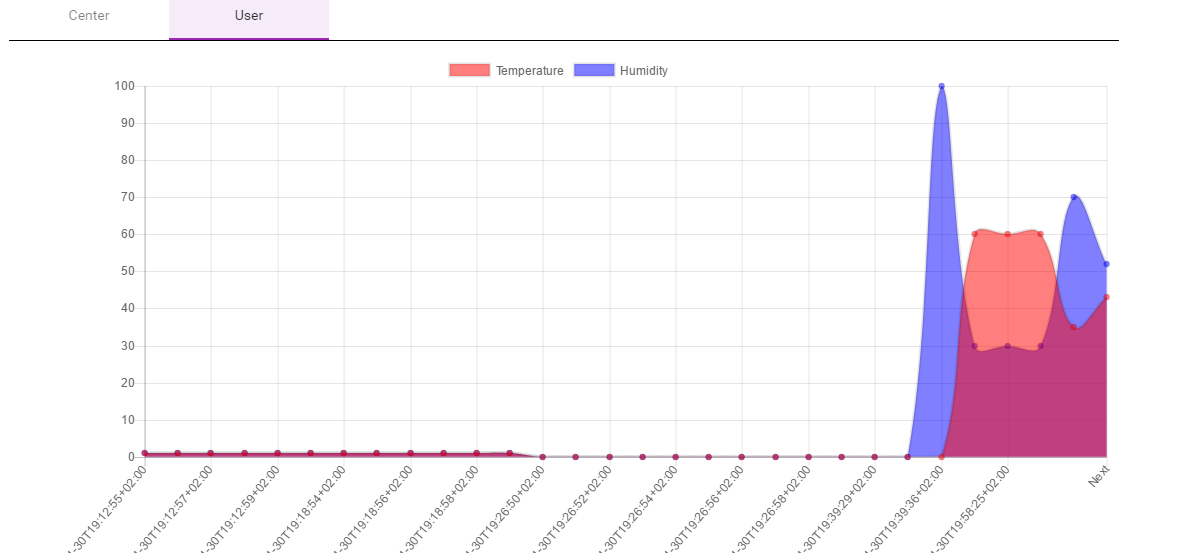 Center User
Temperature Humidity
100
90
80
70
60
50
40
30
20
10
0
-30T19:12:55+02:00
-30T19:12:57+02:00
-30T19:12:59+02:00
-30T19:18:54+02:00
-30T19:18:56+02:00
-30T19:18:58+02:00
-30T19:26:50+02:00
-30T19:26:52+02:00
-30T19:26:54+02:00
-30T19:26:56+02:00
-30T19:26:58+02:00
-30T19:39:29+02:00
-30T19:39:36+02:00
-30T19:58:25+02:00
Next